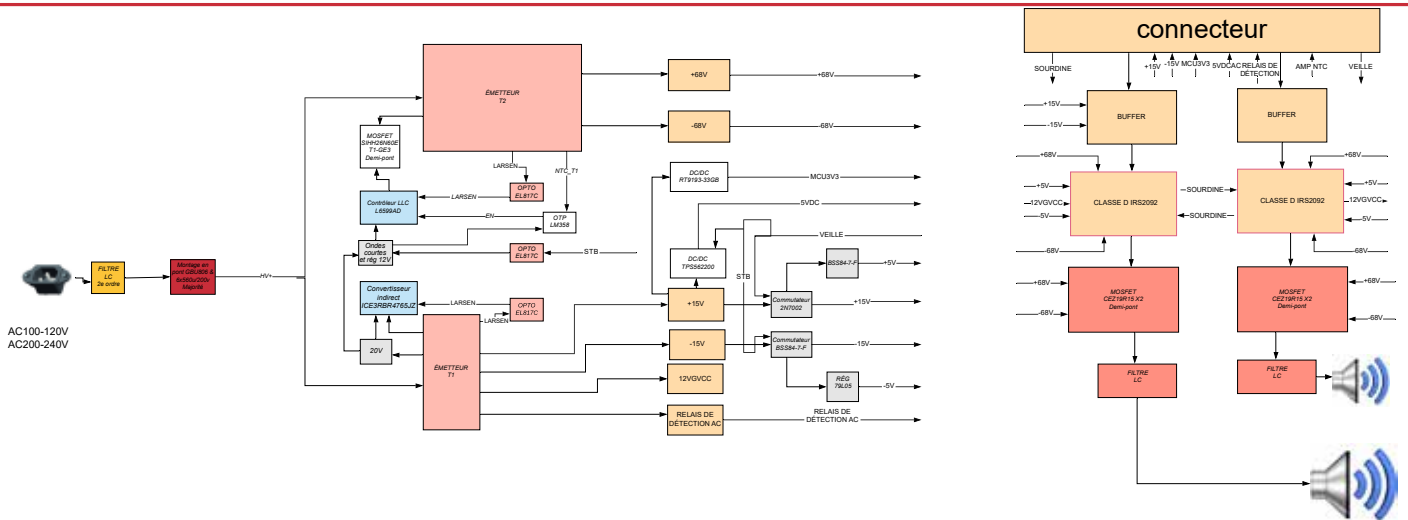 AC100-120V
AC200-240V
FILTRE
LC
2e ordre
Montage en
pont GBU806 &
6x560u/200v
Majorité
HV+
ÉMETTEUR
T2
MOSFET
SIHH26N60E
T1-GE3
Demi-pont
Contrôleur LLC
L6599AD
Ondes
courtes
et rég 12V
Convertisseur
indirect
ICE3RBR4765JZ
20V
ÉMETTEUR
T1
LARSEN
NTC_T1
LARSEN
OPTO
EL817C
EN
OTP
LM358
OPTO
EL817C
STB
LARSEN
LARSEN
OPTO
EL817C
+68V
+68V
-68V
-68V
DC/DC
RT9193-33GB
MCU3V3
5VDC
VEILLE
DC/DC
TPS562200
STB
BSS84-7-F
+5V
+15V
Commutateur
2N7002
+15V
-15V
Commutateur
BSS84-7-F
-15V
12VGVCC
RÉG
79L05
-5V
RELAIS DE
DÉTECTION AC
RELAIS DE
DÉTECTION AC
connecteur
SOURDINE
+15V
-15V
MCU3V3
5VDCAC
RELAIS DE
DÉTECTION
AMP NTC
VEILLE
+15V
-15V
BUFFER
BUFFER
+68V
+68V
+5V
12VGVCC
-5V
-68V
CLASSE D IRS2092
SOURDINE
SOURDINE
CLASSE D IRS2092
+5V
12VGVCC
-5V
-68V
+68V
-68V
MOSFET
CEZ19R15 X2
Demi-pont
MOSFET
CEZ19R15 X2
Demi-pont
+68V
-68V
FILTRE
LC
FILTRE
LC